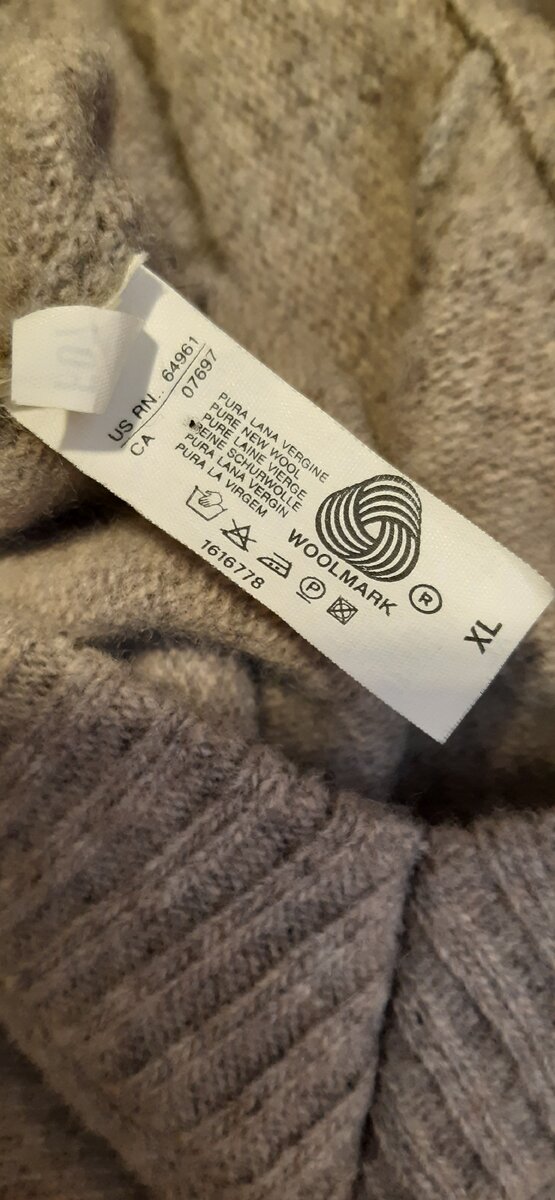 US RN. 64961
CA 07697
PURA LANA VERGINE
PURE NEW WOOL
PURE LAINE VIERGE
REINE SCHURWOLLE
PURA LANA VERGIN
PURA LA VIRGEM
P
1616778
WOOLMARK
R
XL